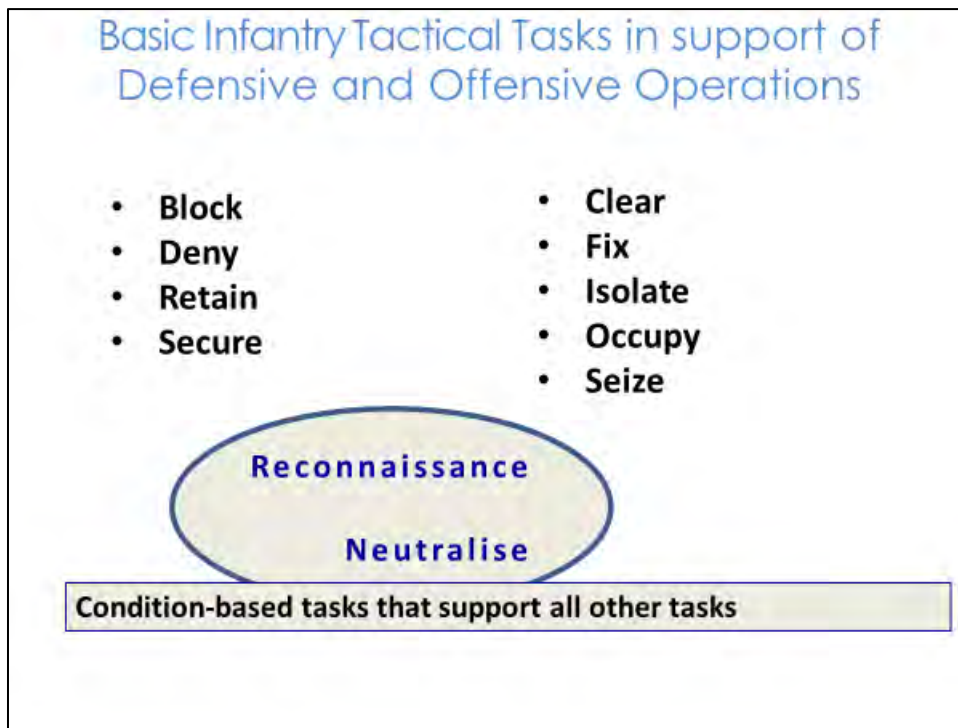 Basic Infantry Tactical Tasks in support of
Defensive and Offensive Operations
• Block
• Deny
• Retain
• Secure
• Clear
• Fix
• Isolate
• Occupy
• Seize
Reconnaissance
Neutralise
Condition-based tasks that support all other tasks